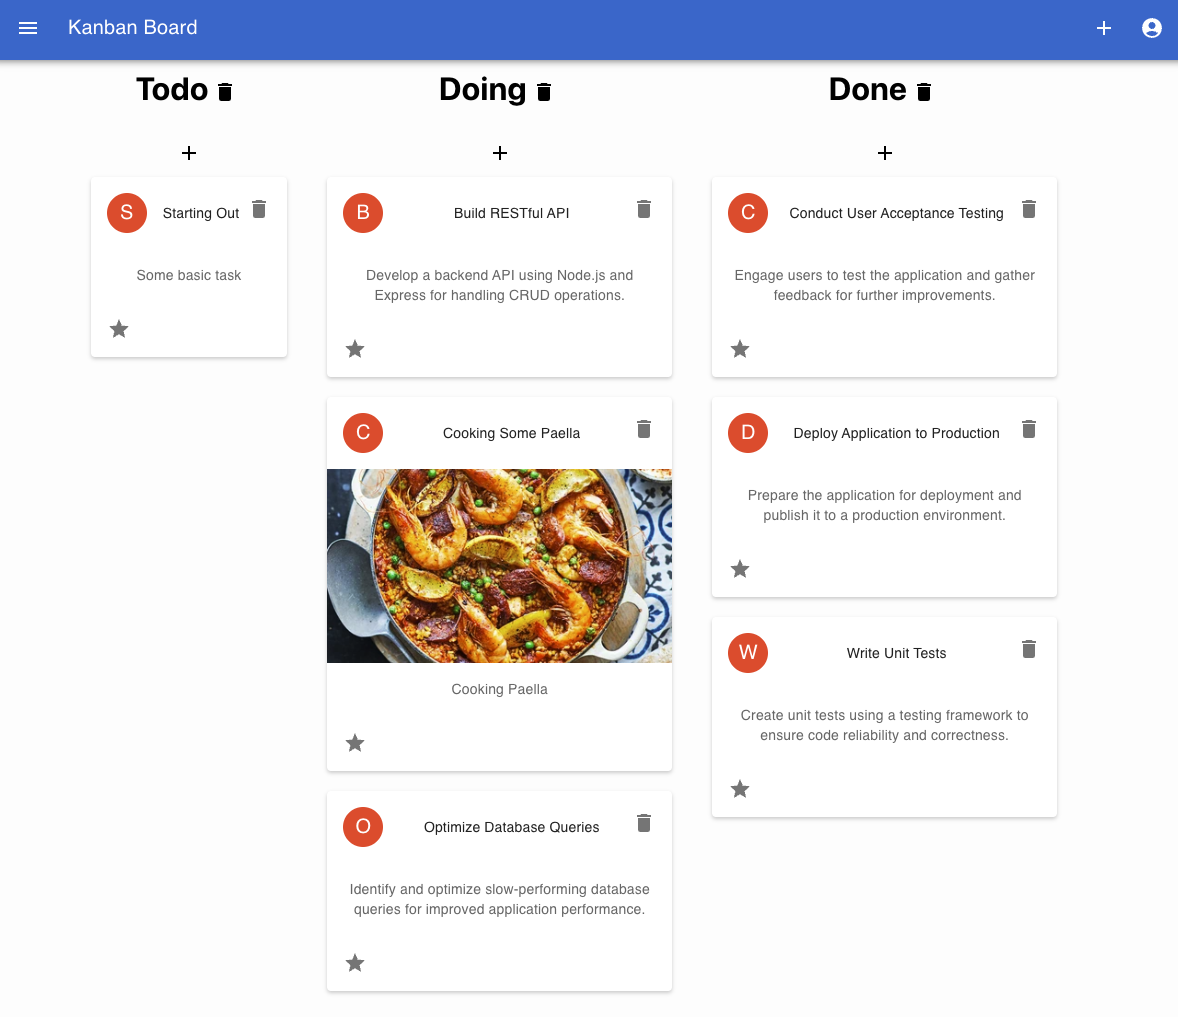 Kanban Board
Todo
Doing
Done
S
Starting Out
Some basic task
B
Build RESTful API
Develop a backend API using Node.js and
Express for handling CRUD operations.
C
Cooking Some Paella
Cooking Paella
O
Optimize Database Queries
Identify and optimize slow-performing database
queries for improved application performance.
C
Conduct User Acceptance Testing
Engage users to test the application and gather
feedback for further improvements.
D
Deploy Application to Production
Prepare the application for deployment and
publish it to a production environment.
W
Write Unit Tests
Create unit tests using a testing framework to
ensure code reliability and correctness.